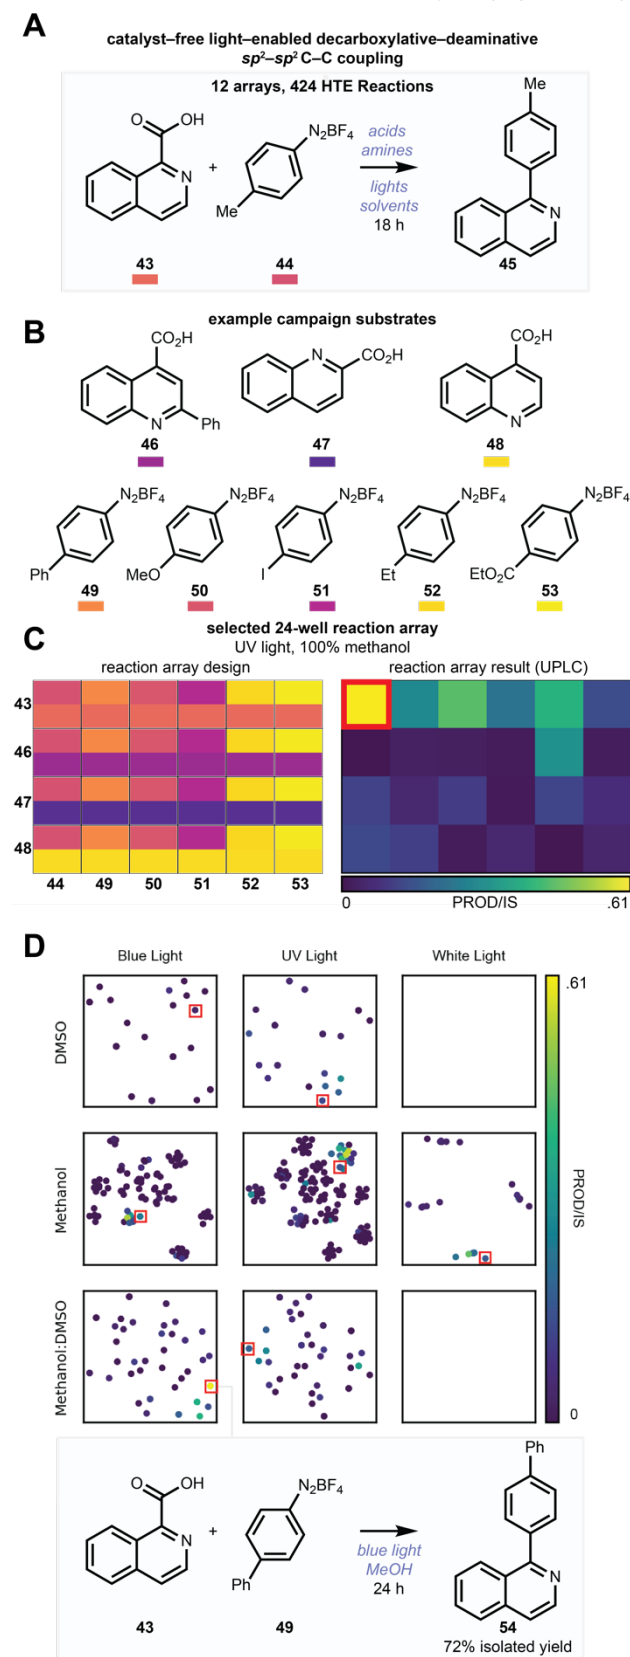 A
catalyst–free light–enabled decarboxylative–deaminative
sp²–sp² C–C coupling
12 arrays, 424 HTE Reactions
O
OH
N
+
N₂BF₄
Me
acids
amines
lights
solvents
18 h
Me
N
43
44
45
B
example campaign substrates
CO₂H
N
Ph
46
N
CO₂H
47
CO₂H
N
48
N₂BF₄
Ph
49
N₂BF₄
MeO
50
N₂BF₄
I
51
N₂BF₄
Et
52
N₂BF₄
EtO₂C
53
C
selected 24-well reaction array
UV light, 100% methanol
reaction array design
reaction array result (UPLC)
43
46
47
48
44 49 50 51 52 53
0 PROD/IS .61
D
Blue Light UV Light White Light
DMSO
Methanol
Methanol:DMSO
.61
PROD/IS
0
O
OH
N
+
N₂BF₄
Ph
blue light
MeOH
24 h
Ph
N
43
49
54
72% isolated yield